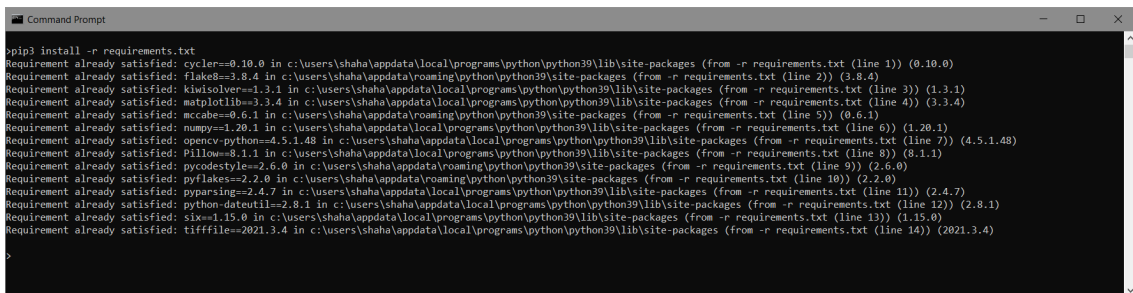 Command Prompt
>pip3 install -r requirements.txt
Requirement already satisfied: cycler==0.10.0 in c:\users\shaha\appdata\local\programs\python\python39\lib\site-packages (from -r requirements.txt (line 1)) (0.10.0)
Requirement already satisfied: flake8==3.8.4 in c:\users\shaha\appdata\roaming\python\python39\site-packages (from -r requirements.txt (line 2)) (3.8.4)
Requirement already satisfied: kiwisolver==1.3.1 in c:\users\shaha\appdata\local\programs\python\python39\lib\site-packages (from -r requirements.txt (line 3)) (1.3.1)
Requirement already satisfied: matplotlib==3.3.4 in c:\users\shaha\appdata\local\programs\python\python39\lib\site-packages (from -r requirements.txt (line 4)) (3.3.4)
Requirement already satisfied: mccabe==0.6.1 in c:\users\shaha\appdata\roaming\python\python39\site-packages (from -r requirements.txt (line 5)) (0.6.1)
Requirement already satisfied: numpy==1.20.1 in c:\users\shaha\appdata\local\programs\python\python39\lib\site-packages (from -r requirements.txt (line 6)) (1.20.1)
Requirement already satisfied: opencv-python==4.5.1.48 in c:\users\shaha\appdata\local\programs\python\python39\lib\site-packages (from -r requirements.txt (line 7)) (4.5.1.48)
Requirement already satisfied: Pillow==8.1.1 in c:\users\shaha\appdata\local\programs\python\python39\lib\site-packages (from -r requirements.txt (line 8)) (8.1.1)
Requirement already satisfied: pycodestyle==2.6.0 in c:\users\shaha\appdata\roaming\python\python39\site-packages (from -r requirements.txt (line 9)) (2.6.0)
Requirement already satisfied: pyflakes==2.2.0 in c:\users\shaha\appdata\roaming\python\python39\site-packages (from -r requirements.txt (line 10)) (2.2.0)
Requirement already satisfied: pyparsing==2.4.7 in c:\users\shaha\appdata\local\programs\python\python39\lib\site-packages (from -r requirements.txt (line 11)) (2.4.7)
Requirement already satisfied: python-dateutil==2.8.1 in c:\users\shaha\appdata\local\programs\python\python39\lib\site-packages (from -r requirements.txt (line 12)) (2.8.1)
Requirement already satisfied: six==1.15.0 in c:\users\shaha\appdata\local\programs\python\python39\lib\site-packages (from -r requirements.txt (line 13)) (1.15.0)
Requirement already satisfied: tifffile==2021.3.4 in c:\users\shaha\appdata\local\programs\python\python39\lib\site-packages (from -r requirements.txt (line 14)) (2021.3.4)
>